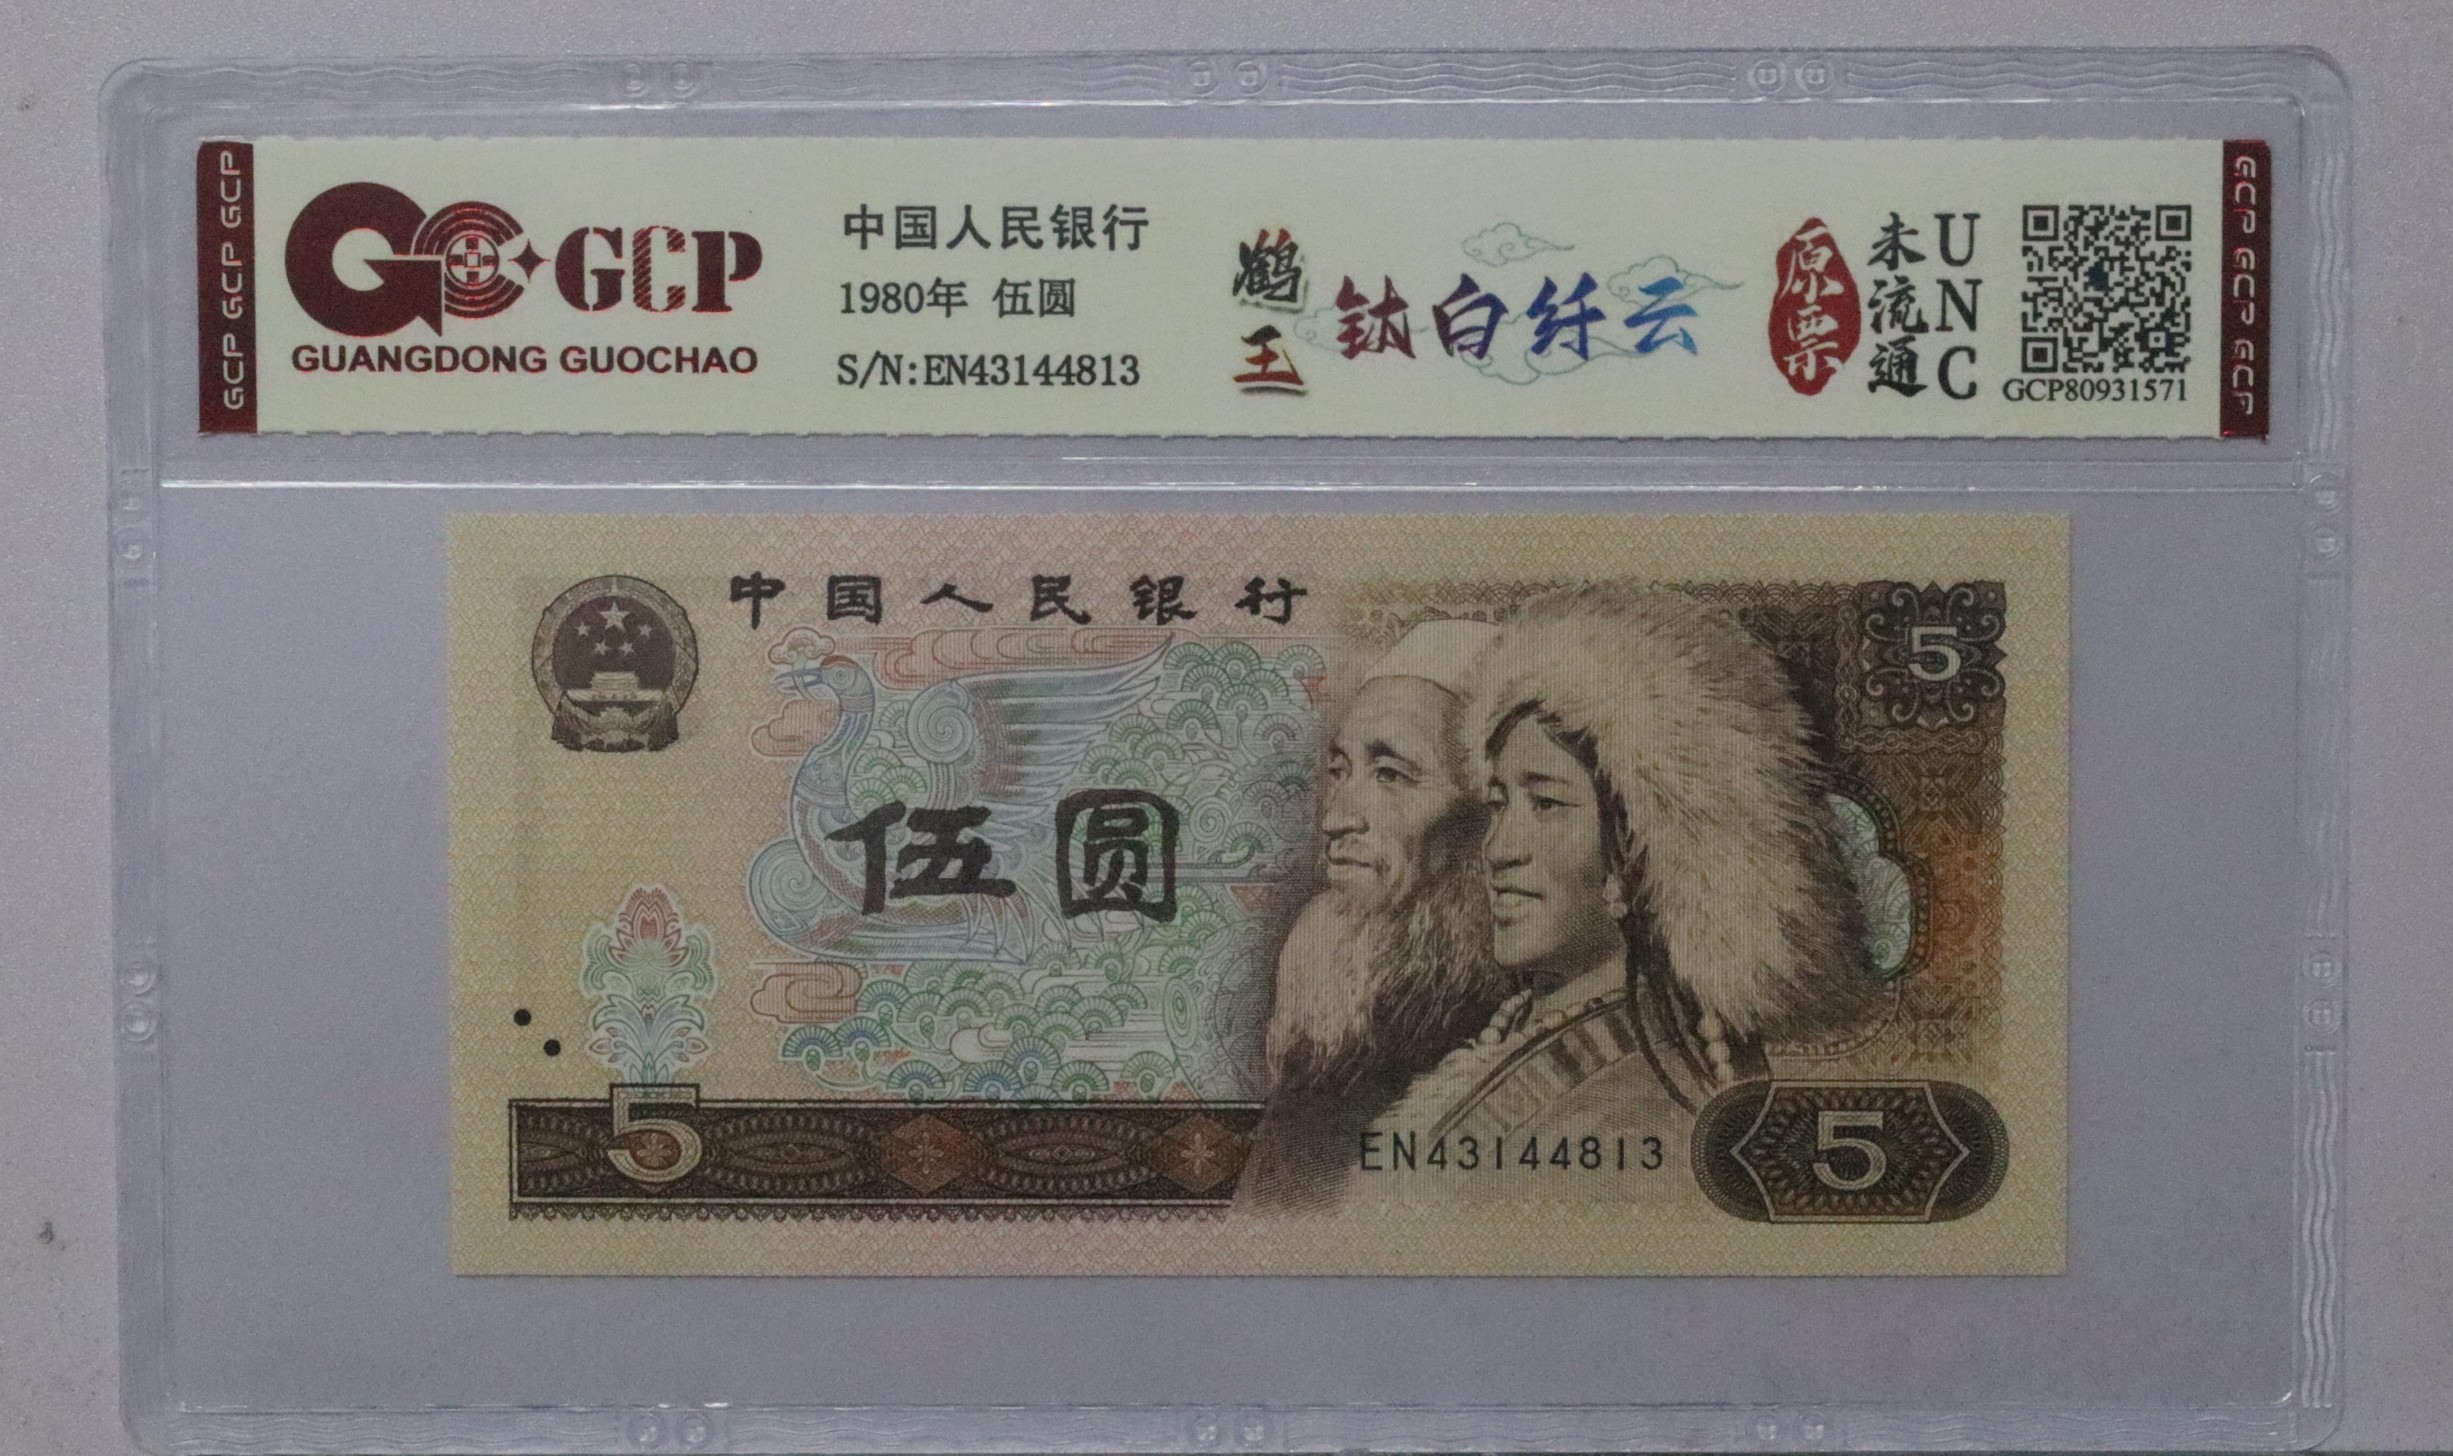 GCP GCP GCP
GCP
GUANGDONG GUOCHAO
中国人民银行
1980年 伍圆
S/N:EN43144813
鹤王
钛白纤云
原票
未流通
UNC
GCP80931571
GCP GCP GCP
中国人民银行
5
伍圆
5
EN43144813
5